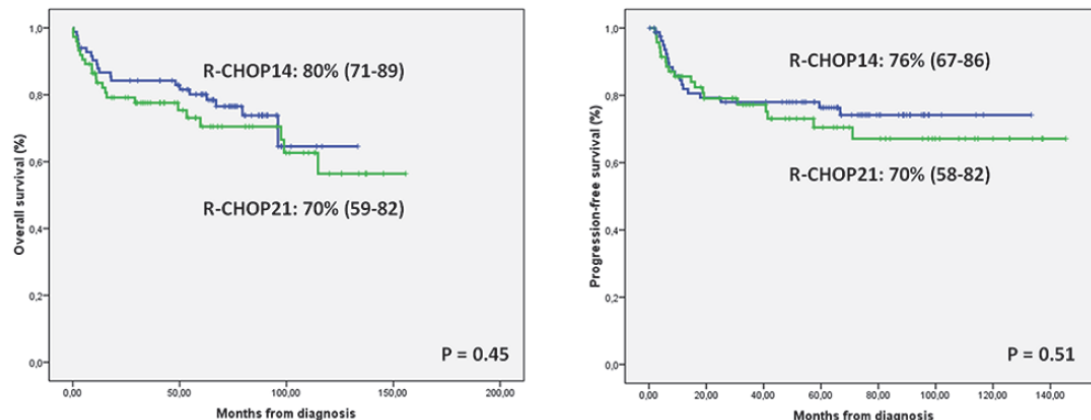 Overall survival (%)
1,0
0,8
0,6
0,4
0,2
0,0
R-CHOP14: 80% (71-89)
R-CHOP21: 70% (59-82)
P = 0.45
0,00
50,00
100,00
150,00
200,00
Months from diagnosis
Progression-free survival (%)
1,0
0,8
0,6
0,4
0,2
0,0
R-CHOP14: 76% (67-86)
R-CHOP21: 70% (58-82)
P = 0.51
0,00
20,00
40,00
60,00
80,00
100,00
120,00
140,00
Months from diagnosis